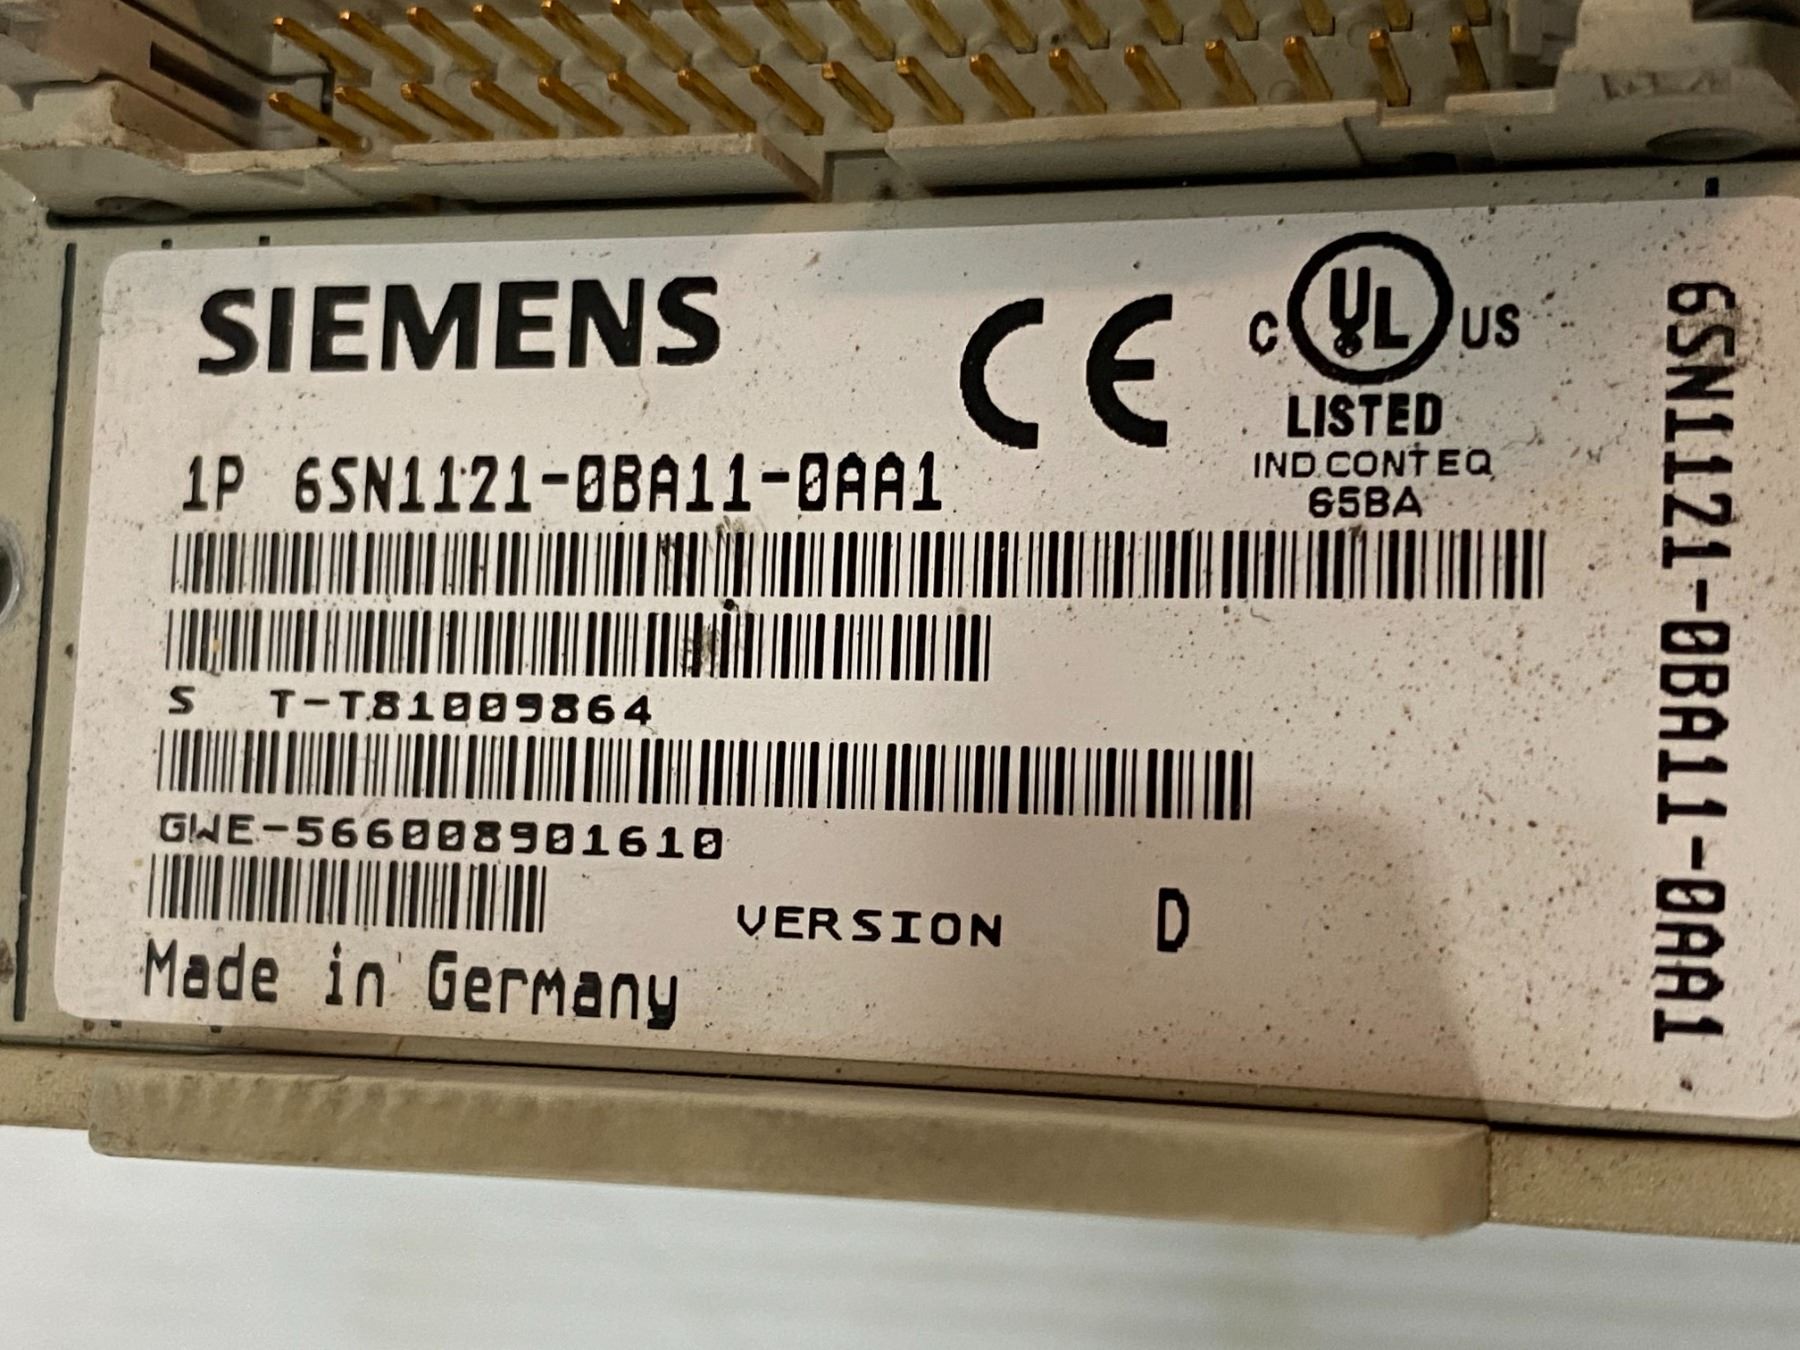 SIEMENS
CE
C UL US
LISTED
IND.CONT.EQ
65BA
1P 6SN1121-0BA11-0AA1
S T-T81009864
GWE-566008901610
VERSION D
Made in Germany
6SN1121-0BA11-0AA1